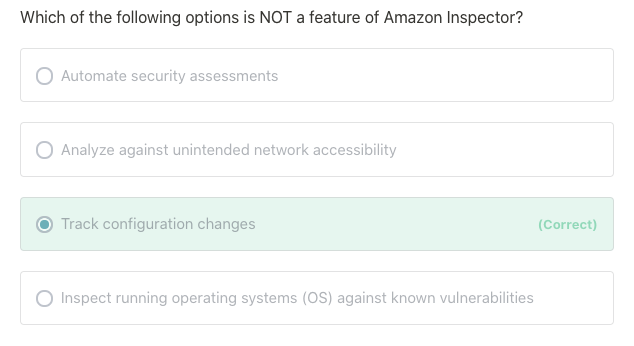 Which of the following options is NOT a feature of Amazon Inspector?
Automate security assessments
Analyze against unintended network accessibility
Track configuration changes (Correct)
Inspect running operating systems (OS) against known vulnerabilities